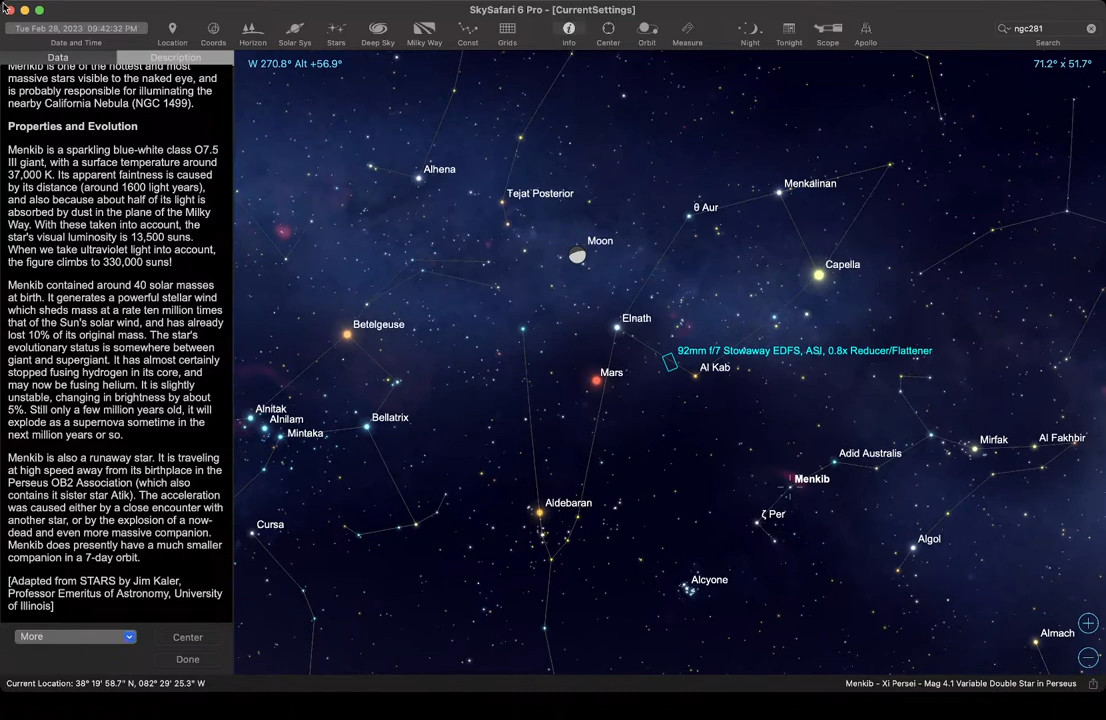 SkySafari 6 Pro - [CurrentSettings]
Tue Feb 28, 2023 09:42:32 PM
ngc281
Date and Time
Location
Coords
Horizon
Solar Sys
Stars
Deep Sky
Milky Way
Const
Grids
Info
Center
Orbit
Measure
Night
Tonight
Scope
Apollo
Search
Data
Description
W 270.8° Alt +56.9°
71.2° x 51.7°
Menkib is one of the hottest and most
massive stars visible to the naked eye, and
is probably responsible for illuminating the
nearby California Nebula (NGC 1499).
Properties and Evolution
Menkib is a sparkling blue-white class O7.5
III giant, with a surface temperature around
37,000 K. Its apparent faintness is caused
by its distance (around 1600 light years),
and also because about half of its light is
absorbed by dust in the plane of the Milky
Way. With these taken into account, the
star's visual luminosity is 13,500 suns.
When we take ultraviolet light into account,
the figure climbs to 330,000 suns!
Menkib contained around 40 solar masses
at birth. It generates a powerful stellar wind
which sheds mass at a rate ten million times
that of the Sun's solar wind, and has already
lost 10% of its original mass. The star's
evolutionary status is somewhere between
giant and supergiant. It has almost certainly
stopped fusing hydrogen in its core, and
may now be fusing helium. It is slightly
unstable, changing in brightness by about
5%. Still only a few million years old, it will
explode as a supernova sometime in the
next million years or so.
Menkib is also a runaway star. It is traveling
at high speed away from its birthplace in the
Perseus OB2 Association (which also
contains it sister star Atik). The acceleration
was caused either by a close encounter with
another star, or by the explosion of a now-
dead and even more massive companion.
Menkib does presently have a much smaller
companion in a 7-day orbit.
[Adapted from STARS by Jim Kaler,
Professor Emeritus of Astronomy, University
of Illinois]
More
Center
Done
Alhena
Tejat Posterior
Menkalinan
θ Aur
Moon
Capella
Elnath
Betelgeuse
92mm f/7 Stowaway EDFS, ASI, 0.8x Reducer/Flattener
Al Kab
Mars
Alnitak
Alnilam
Mintaka
Bellatrix
Mirfak
Al Fakhbir
Adid Australis
Menkib
Aldebaran
ζ Per
Cursa
Algol
Alcyone
Almach
Current Location: 38° 19' 58.7" N, 082° 29' 25.3" W
Menkib - Xi Persei - Mag 4.1 Variable Double Star in Perseus